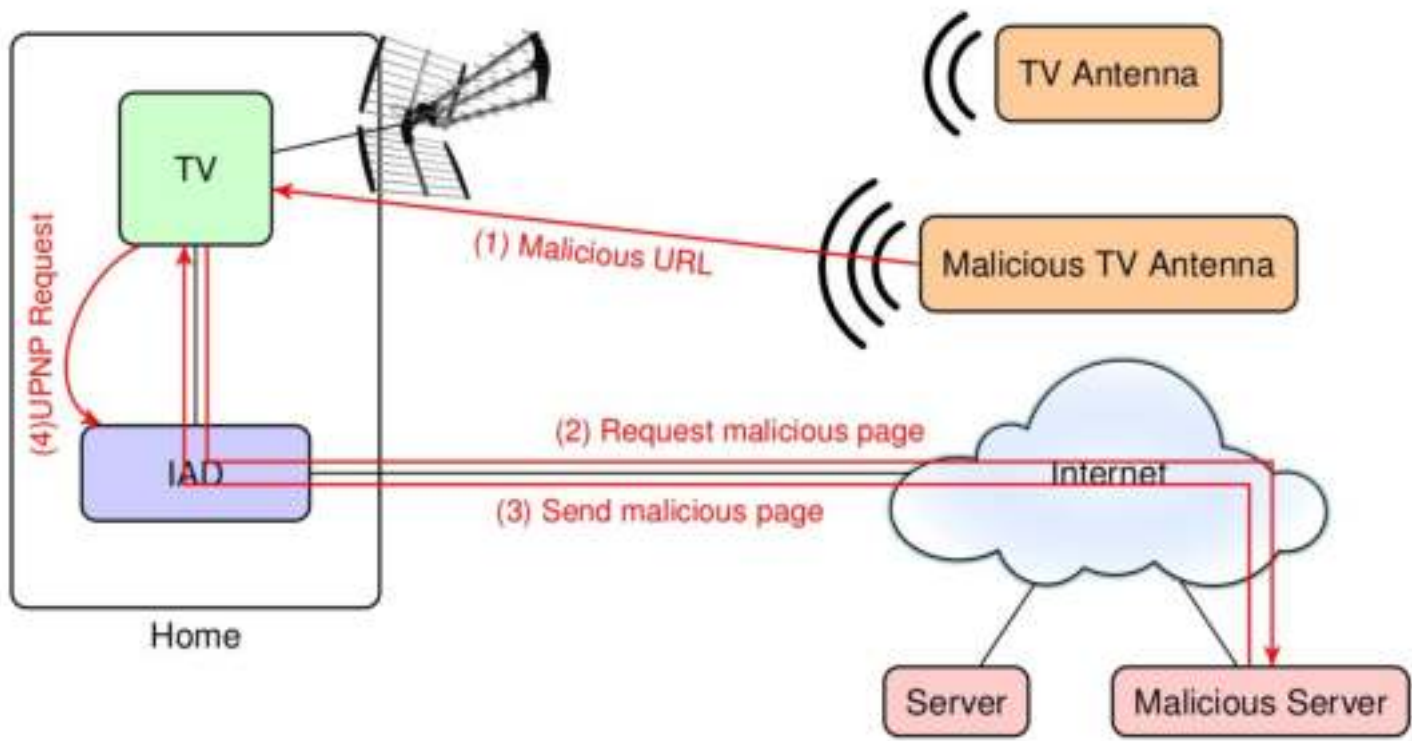 TV Antenna
TV
(1) Malicious URL
Malicious TV Antenna
(4)UPNP Request
(2) Request malicious page
IAD
Internet
(3) Send malicious page
Home
Server
Malicious Server